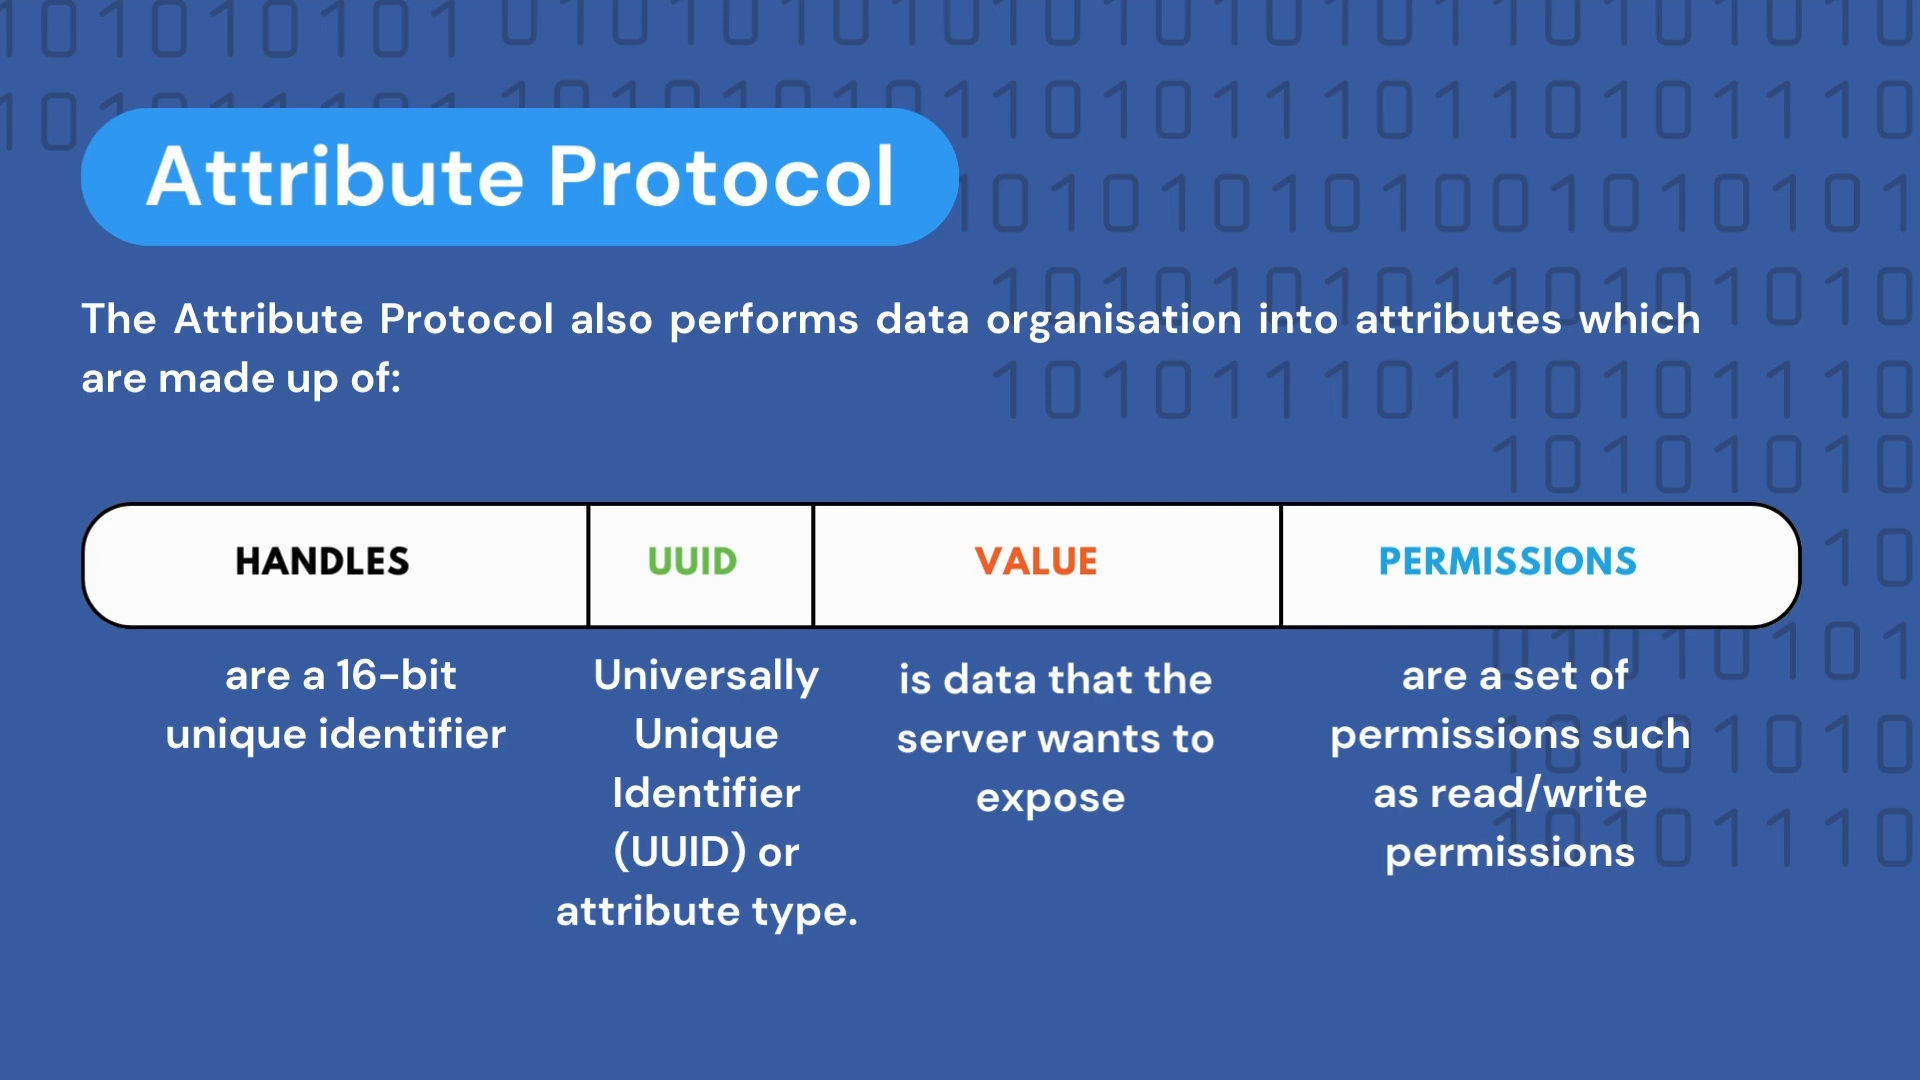 Attribute Protocol
The Attribute Protocol also performs data organisation into attributes which
are made up of:
HANDLES
UUID
VALUE
PERMISSIONS
are a 16-bit
unique identifier
Universally
Unique
Identifier
(UUID) or
attribute type.
is data that the
server wants to
expose
are a set of
permissions such
as read/write
permissions